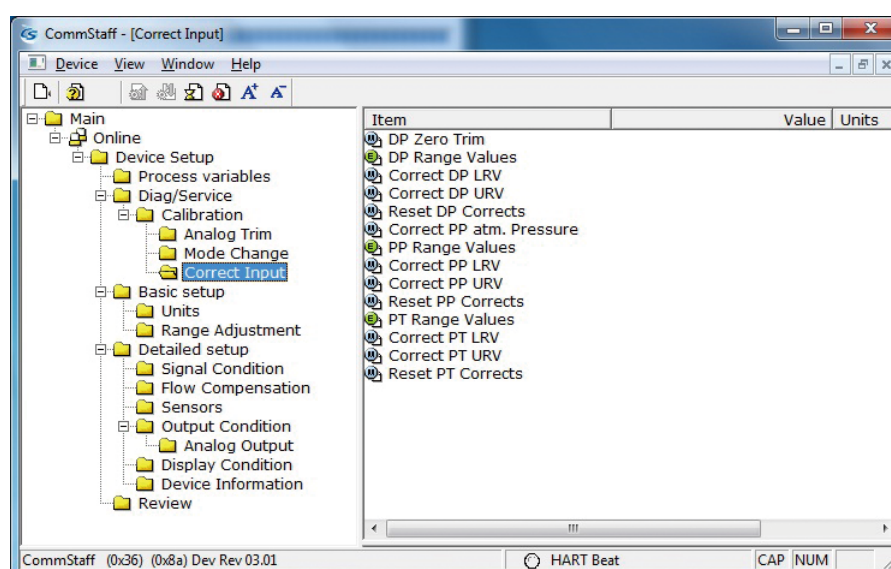 CommStaff - [Correct Input]
Device View Window Help
Main
Online
Device Setup
Process variables
Diag/Service
Calibration
Analog Trim
Mode Change
Correct Input
Basic setup
Units
Range Adjustment
Detailed setup
Signal Condition
Flow Compensation
Sensors
Output Condition
Analog Output
Display Condition
Device Information
Review
Item Value Units
DP Zero Trim
DP Range Values
Correct DP LRV
Correct DP URV
Reset DP Corrects
Correct PP atm. Pressure
PP Range Values
Correct PP LRV
Correct PP URV
Reset PP Corrects
PT Range Values
Correct PT LRV
Correct PT URV
Reset PT Corrects
CommStaff (0x36) (0x8a) Dev Rev 03.01 HART Beat CAP NUM